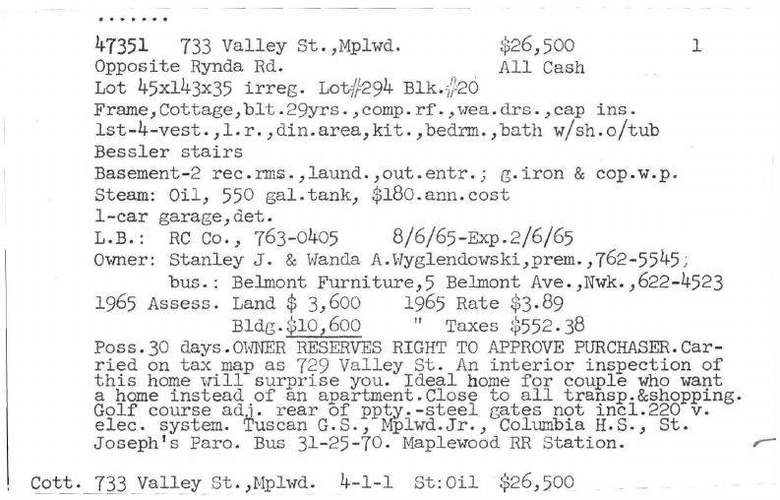 .......
47351 733 Valley St.,Mplwd. $26,500 1
Opposite Rynda Rd. All Cash
Lot 45x143x35 irreg. Lot#294 Blk.#20
Frame,Cottage,blt.29yrs.,comp.rf.,wea.drs.,cap ins.
1st-4-vest.,l.r.,din.area,kit.,bedrm.,bath w/sh.o/tub
Bessler stairs
Basement-2 rec.rms.,laund.,out.entr.; g.iron & cop.w.p.
Steam: Oil, 550 gal.tank, $180.ann.cost
1-car garage,det.
L.B.: RC Co., 763-0405 8/6/65-Exp.2/6/65
Owner: Stanley J. & Wanda A.Wyglendowski,prem.,762-5545;
bus.: Belmont Furniture,5 Belmont Ave.,Nwk.,622-4523
1965 Assess. Land $ 3,600 1965 Rate $3.89
Bldg.$10,600 " Taxes $552.38
Poss.30 days.OWNER RESERVES RIGHT TO APPROVE PURCHASER.Car-
ried on tax map as 729 Valley St. An interior inspection of
this home will surprise you. Ideal home for couple who want
a home instead of an apartment.Close to all transp.&shopping.
Golf course adj. rear of ppty.-steel gates not incl.220 v.
elec. system. Tuscan G.S., Mplwd.Jr., Columbia H.S., St.
Joseph's Paro. Bus 31-25-70. Maplewood RR Station.
Cott. 733 Valley St.,Mplwd. 4-1-1 St:Oil $26,500